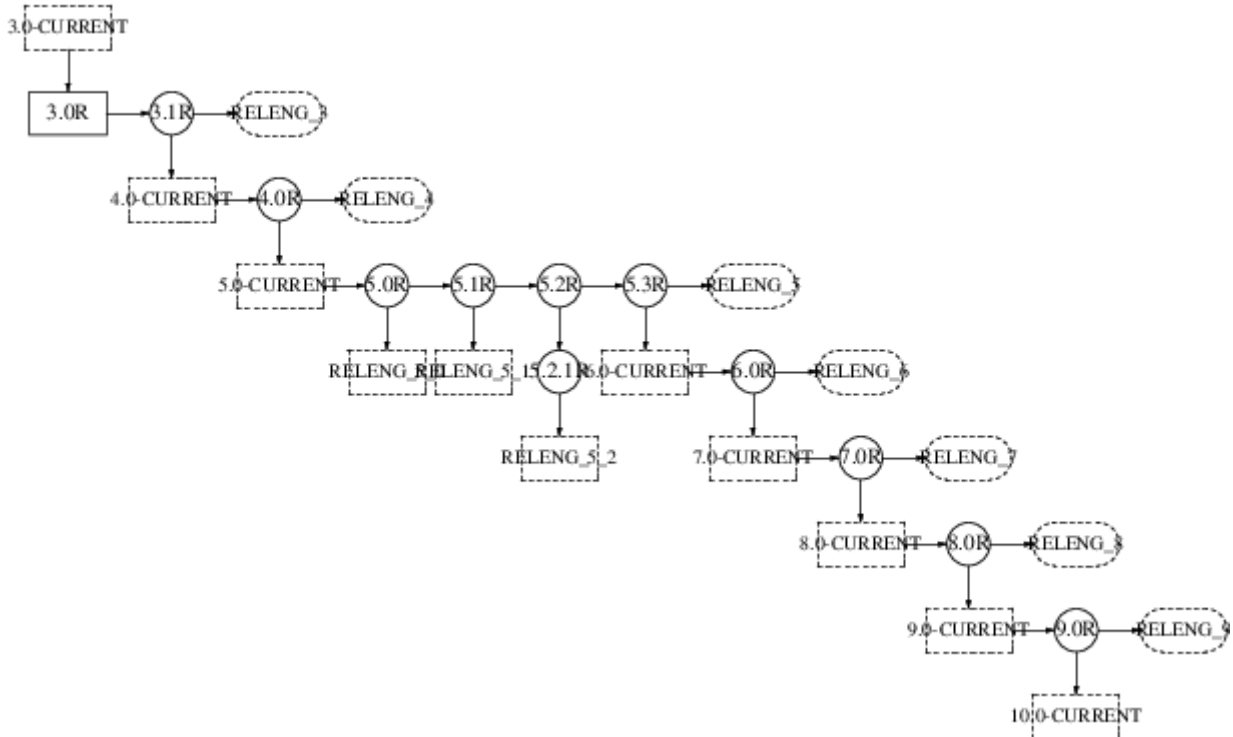 3.0-CURRENT
3.0R
3.1R
RELENG_3
4.0-CURRENT
4.0R
RELENG_4
5.0-CURRENT
5.0R
5.1R
5.2R
5.3R
RELENG_5
RELENG_5_1
5.2.1R
6.0-CURRENT
6.0R
RELENG_6
RELENG_5_2
7.0-CURRENT
7.0R
RELENG_7
8.0-CURRENT
8.0R
RELENG_8
9.0-CURRENT
9.0R
RELENG_9
10.0-CURRENT